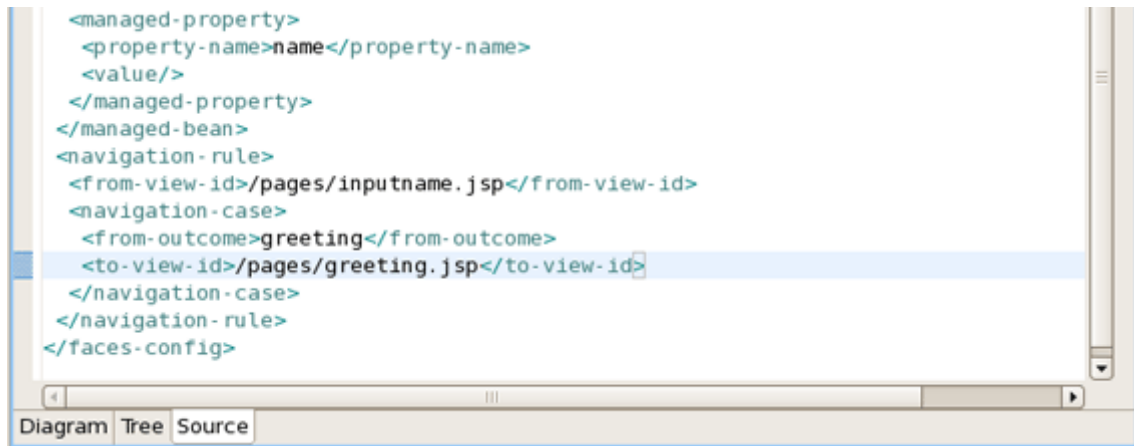 <managed-property>
<property-name>name</property-name>
<value/>
</managed-property>
</managed-bean>
<navigation-rule>
<from-view-id>/pages/inputname.jsp</from-view-id>
<navigation-case>
<from-outcome>greeting</from-outcome>
<to-view-id>/pages/greeting.jsp</to-view-id>
</navigation-case>
</navigation-rule>
</faces-config>
Diagram Tree Source